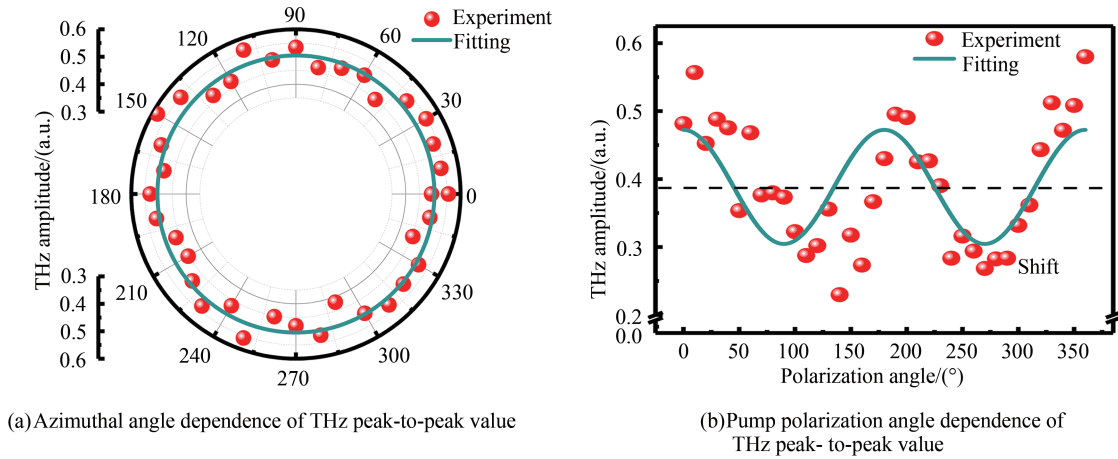 0.6
0.5
0.4
0.3
0.3
0.4
0.5
0.6
THz amplitude/(a.u.)
90
60
30
0
330
300
270
240
210
180
150
120
Experiment
Fitting
(a) Azimuthal angle dependence of THz peak-to-peak value
0.6
0.5
0.4
0.3
0.2
0.0
THz amplitude/(a.u.)
Experiment
Fitting
Shift
0 50 100 150 200 250 300 350
Polarization angle/(°)
(b) Pump polarization angle dependence of
THz peak- to-peak value